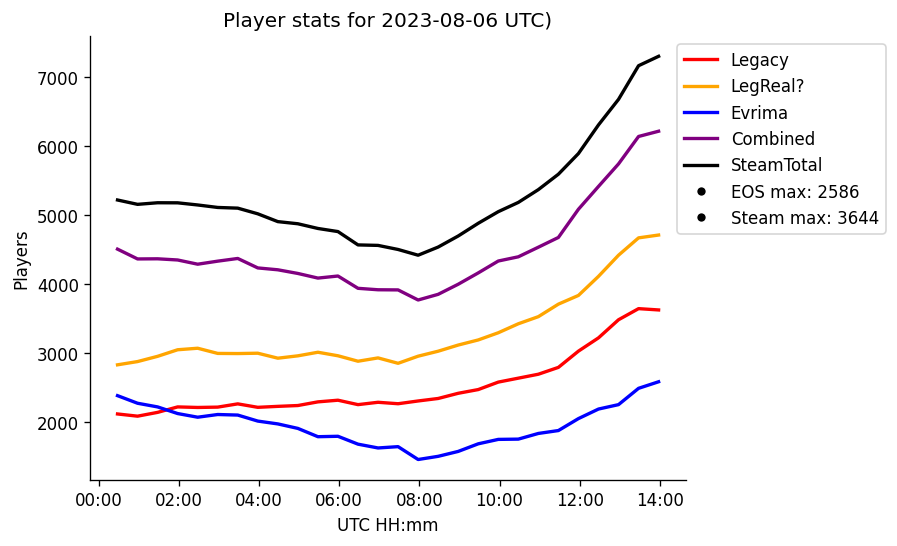 Player stats for 2023-08-06 UTC)
Legacy
LegReal?
Evrima
Combined
SteamTotal
EOS max: 2586
Steam max: 3644
Players
7000
6000
5000
4000
3000
2000
00:00 02:00 04:00 06:00 08:00 10:00 12:00 14:00
UTC HH:mm